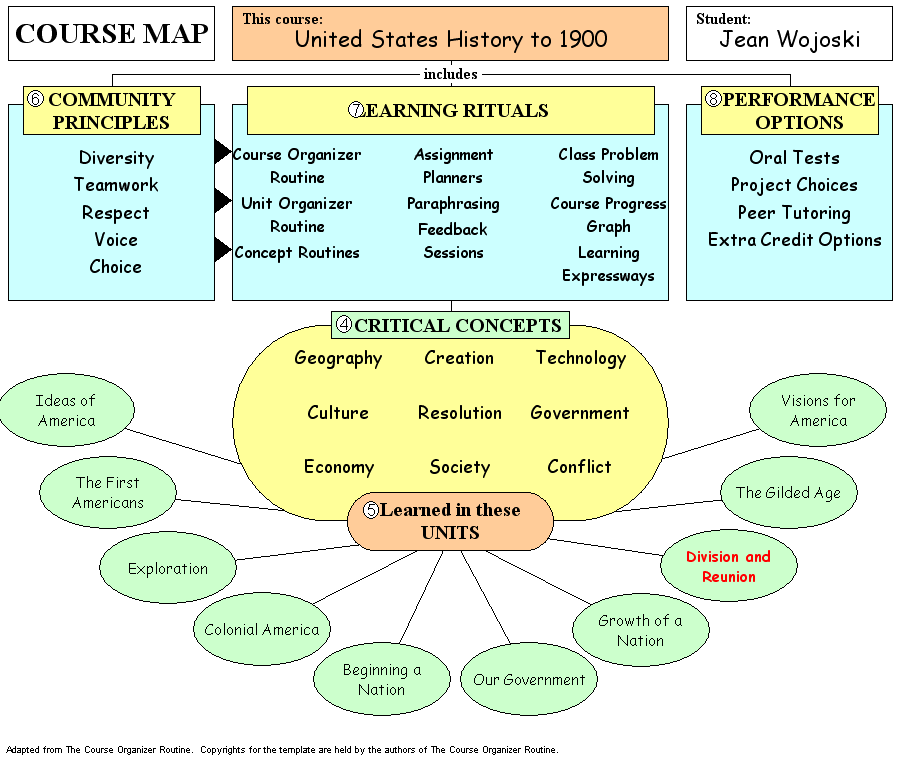 COURSE MAP
This course:
United States History to 1900
Student:
Jean Wojoski
includes
⑥ COMMUNITY
PRINCIPLES
Diversity
Teamwork
Respect
Voice
Choice
⑦LEARNING RITUALS
Course Organizer
Routine
Unit Organizer
Routine
Concept Routines
Assignment
Planners
Paraphrasing
Feedback
Sessions
Class Problem
Solving
Course Progress
Graph
Learning
Expressways
⑧PERFORMANCE
OPTIONS
Oral Tests
Project Choices
Peer Tutoring
Extra Credit Options
④CRITICAL CONCEPTS
Geography Creation Technology
Culture Resolution Government
Economy Society Conflict
⑤Learned in these
UNITS
Ideas of
America
The First
Americans
Exploration
Colonial America
Beginning a
Nation
Our Government
Growth of a
Nation
Division and
Reunion
The Gilded Age
Visions for
America
Adapted from The Course Organizer Routine. Copyrights for the template are held by the authors of The Course Organizer Routine.